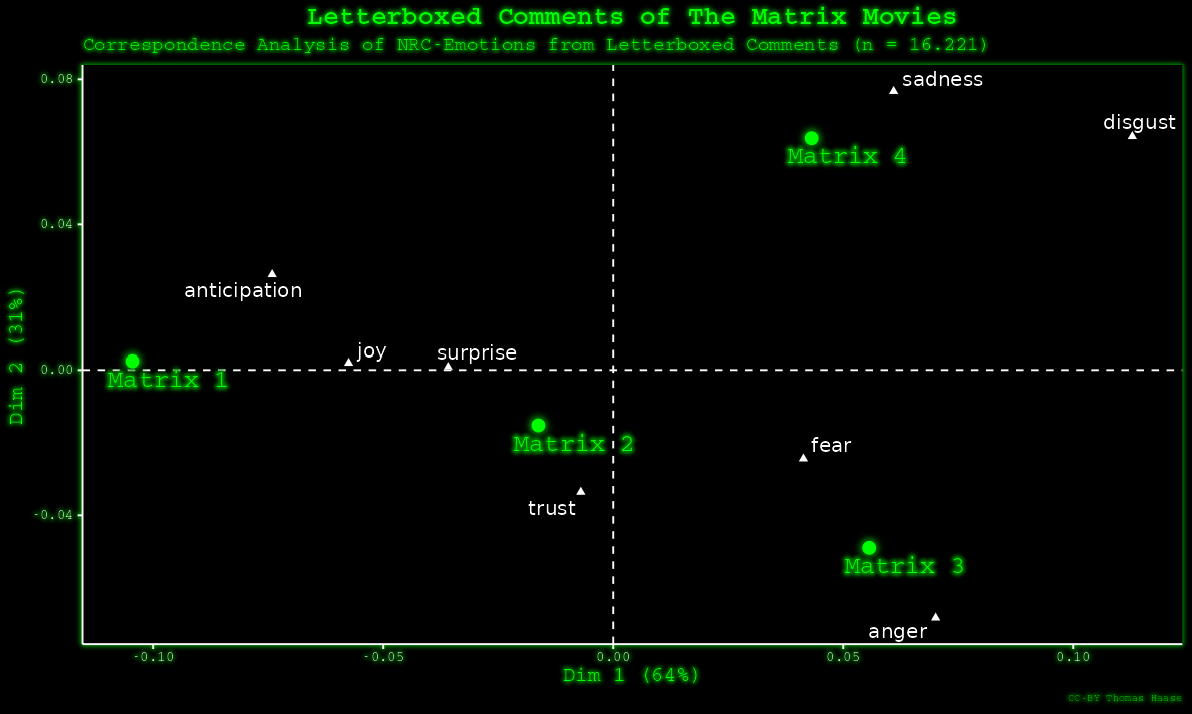 Letterboxed Comments of The Matrix Movies
Correspondence Analysis of NRC-Emotions from Letterboxed Comments (n = 16.221)
0.08
sadness
disgust
Matrix 4
0.04
anticipation
joy
surprise
0.00
Matrix 1
Dim 2 (31%)
Matrix 2
fear
trust
-0.04
Matrix 3
anger
-0.10
-0.05
0.00
0.05
0.10
Dim 1 (64%)
CC-BY Thomas Haase